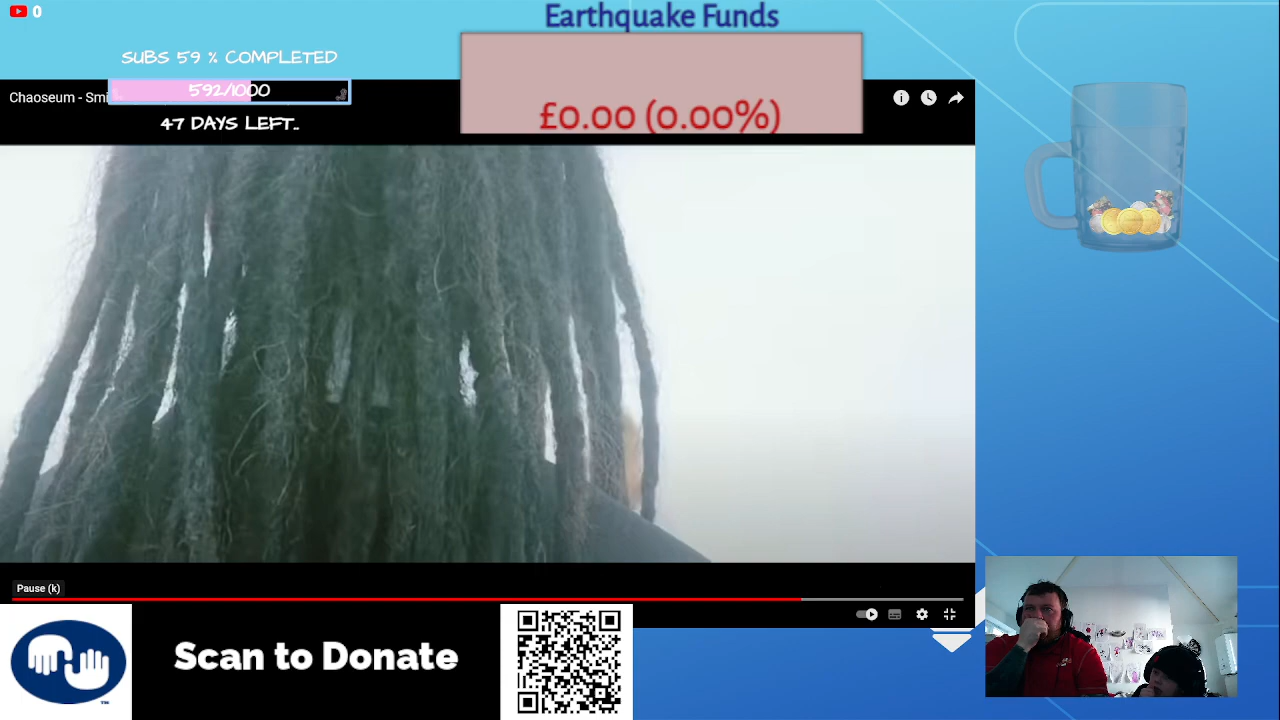 0
Earthquake Funds
SUBS 59 % COMPLETED
592/1000
47 DAYS LEFT...
£0.00 (0.00%)
Chaoseum - Smi
Pause (k)
Scan to Donate